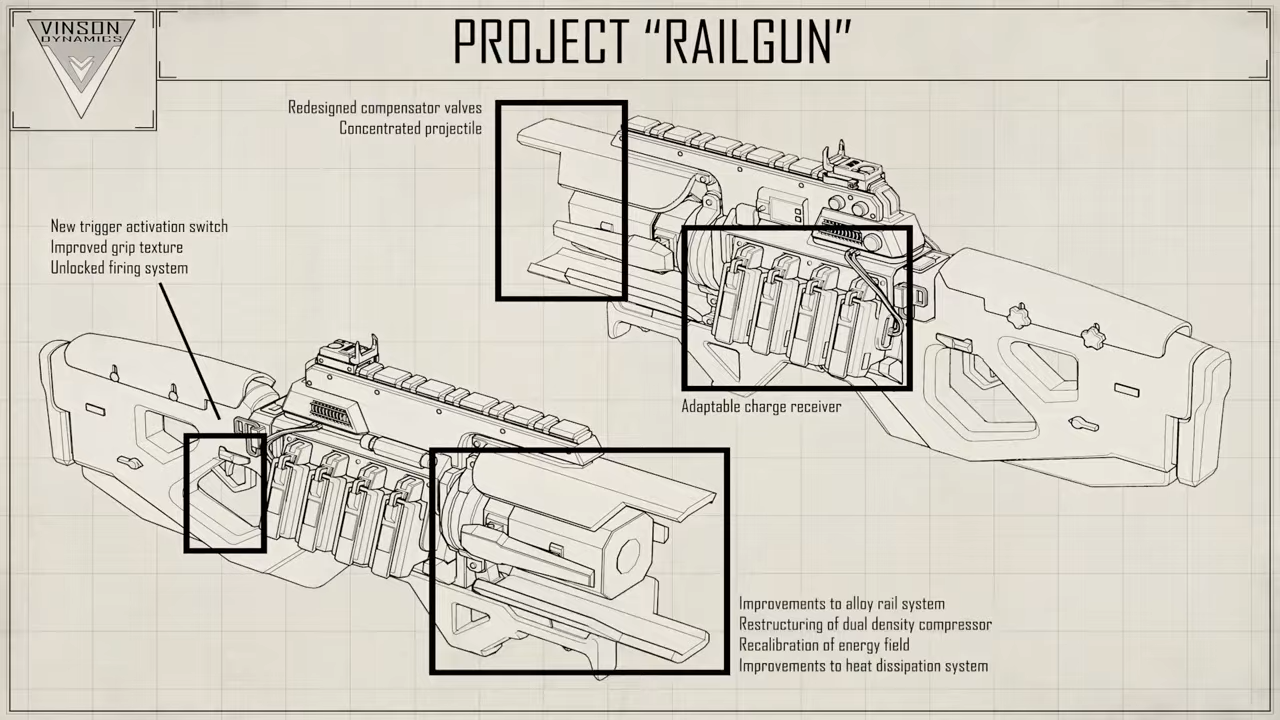 VINSON
DYNAMICS
PROJECT “RAILGUN”
Redesigned compensator valves
Concentrated projectile
New trigger activation switch
Improved grip texture
Unlocked firing system
Adaptable charge receiver
Improvements to alloy rail system
Restructuring of dual density compressor
Recalibration of energy field
Improvements to heat dissipation system